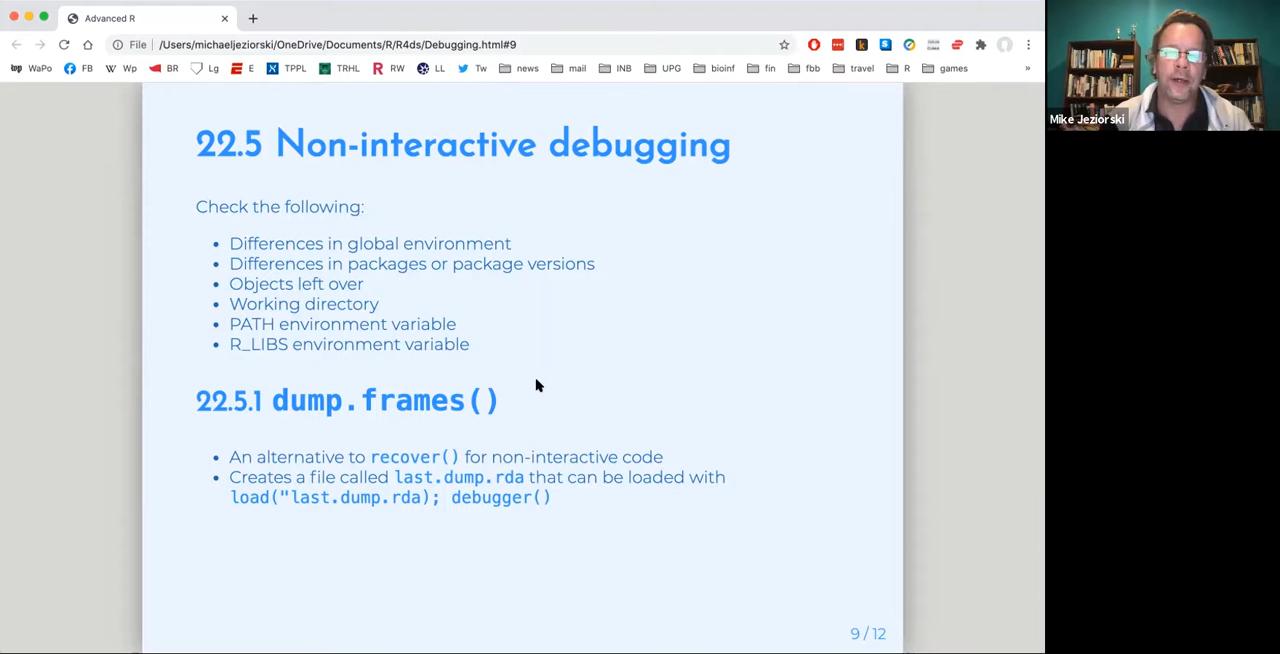 Advanced R
File
/Users/michaeljeziorski/OneDrive/Documents/R/R4ds/Debugging.html#9
WaPo FB Wp BR Lg E TPPL TRHL RW LL Tw news mail INB UPG bioinf fin fbb travel R games »
22.5 Non-interactive debugging
Check the following:
• Differences in global environment
• Differences in packages or package versions
• Objects left over
• Working directory
• PATH environment variable
• R_LIBS environment variable
22.5.1 dump.frames()
• An alternative to recover() for non-interactive code
• Creates a file called last.dump.rda that can be loaded with
load("last.dump.rda); debugger()
9 / 12
Mike Jeziorski